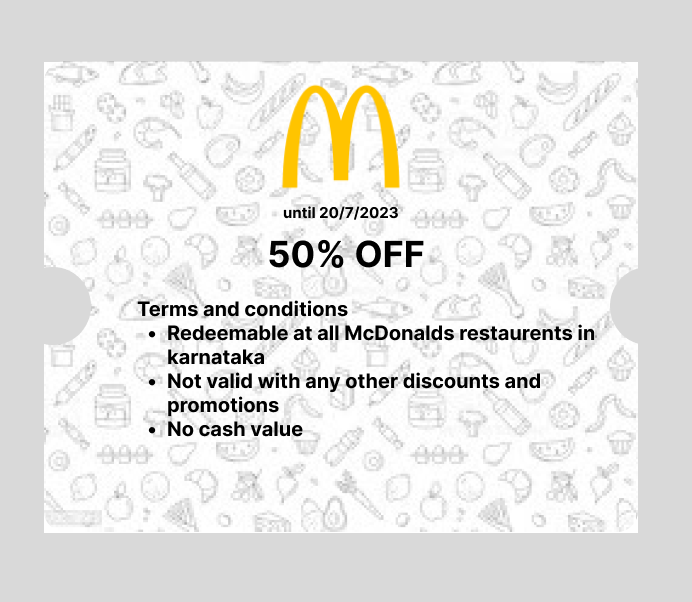 until 20/7/2023
50% OFF
Terms and conditions
• Redeemable at all McDonalds restaurents in
karnataka
• Not valid with any other discounts and
promotions
• No cash value